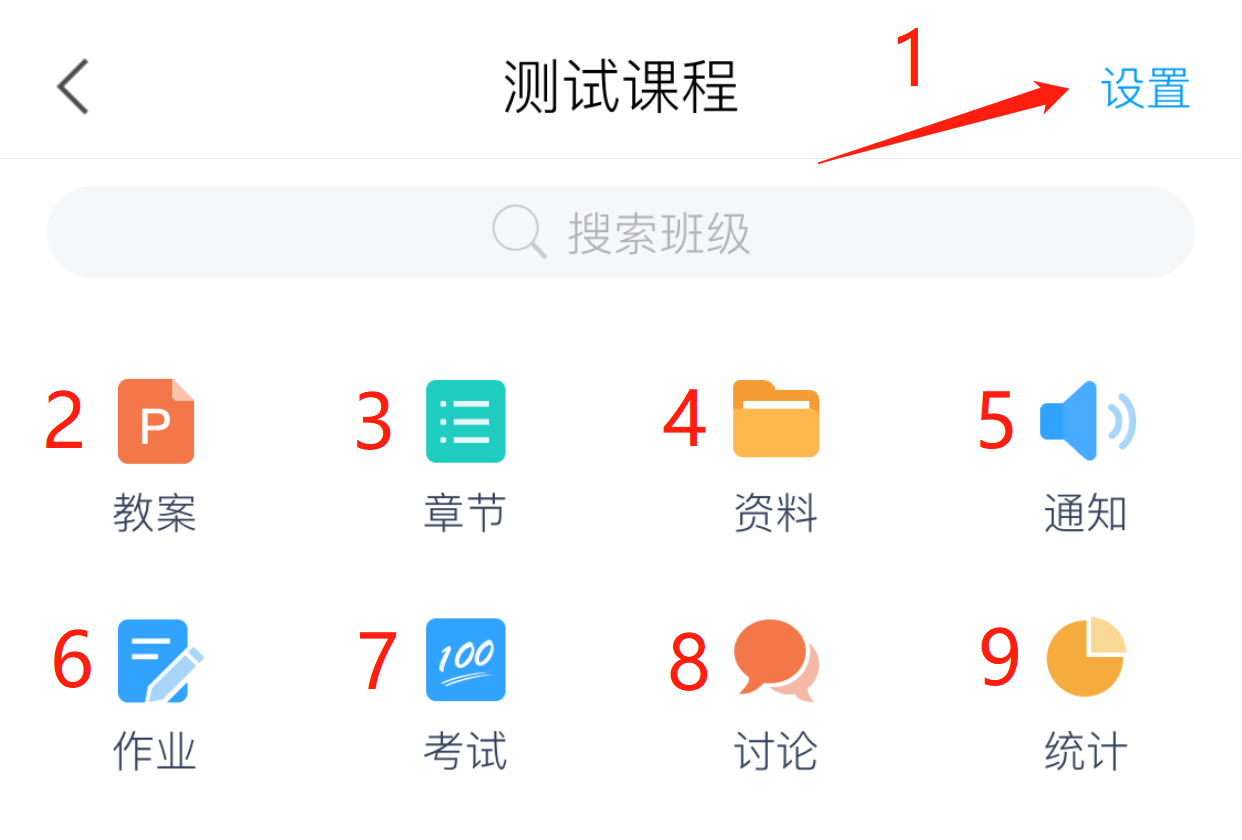 测试课程 1 设置
搜索班级
2 P 3 4 5
教案 章节 资料 通知
6 7 100 8 9
作业 考试 讨论 统计